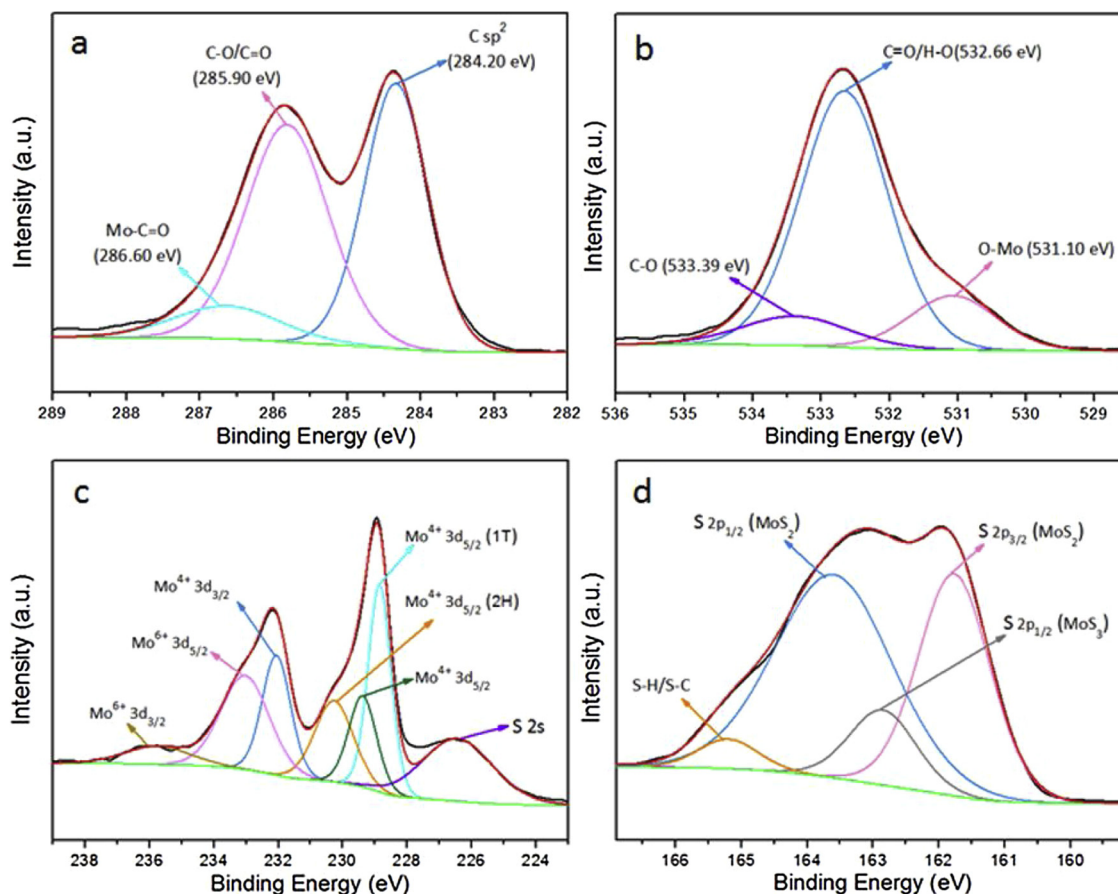 a
C-O/C=O
(285.90 eV)
C sp²
(284.20 eV)
Mo-C=O
(286.60 eV)
Intensity (a.u.)
289 288 287 286 285 284 283 282
Binding Energy (eV)
b
C=O/H-O(532.66 eV)
C-O (533.39 eV)
O-Mo (531.10 eV)
Intensity (a.u.)
536 535 534 533 532 531 530 529
Binding Energy (eV)
c
Mo⁴⁺ 3d₅/₂ (1T)
Mo⁴⁺ 3d₃/₂
Mo⁴⁺ 3d₅/₂ (2H)
Mo⁶⁺ 3d₅/₂
Mo⁴⁺ 3d₅/₂
Mo⁶⁺ 3d₃/₂
S 2s
Intensity (a.u.)
238 236 234 232 230 228 226 224
Binding Energy (eV)
d
S 2p₁/₂ (MoS₂)
S 2p₃/₂ (MoS₂)
S 2p₁/₂ (MoS₃)
S-H/S-C
Intensity (a.u.)
166 165 164 163 162 161 160
Binding Energy (eV)